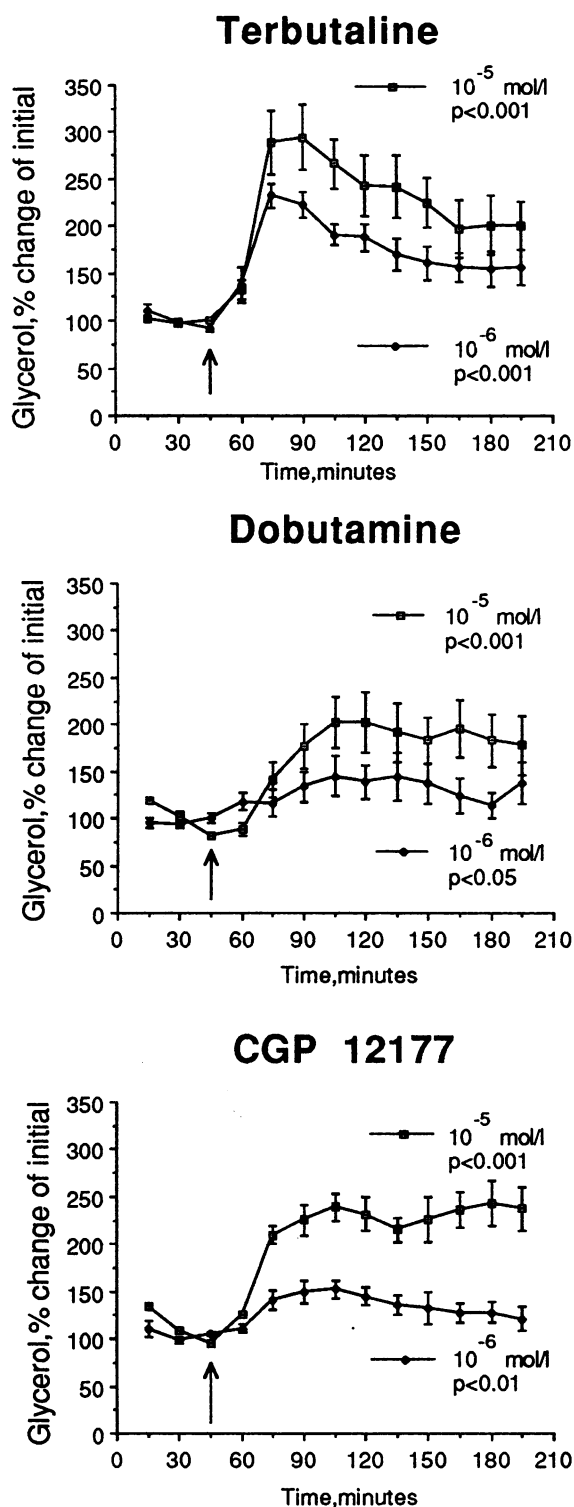 Terbutaline
Glycerol,% change of initial
350
300
250
200
150
100
50
0
10⁻⁵ mol/l
p<0.001
10⁻⁶ mol/l
p<0.001
0 30 60 90 120 150 180 210
Time,minutes
Dobutamine
Glycerol,% change of initial
350
300
250
200
150
100
50
0
10⁻⁵ mol/l
p<0.001
10⁻⁶ mol/l
p<0.05
0 30 60 90 120 150 180 210
Time,minutes
CGP 12177
Glycerol,% change of initial
350
300
250
200
150
100
50
0
10⁻⁵ mol/l
p<0.001
10⁻⁶ mol/l
p<0.01
0 30 60 90 120 150 180 210
Time,minutes